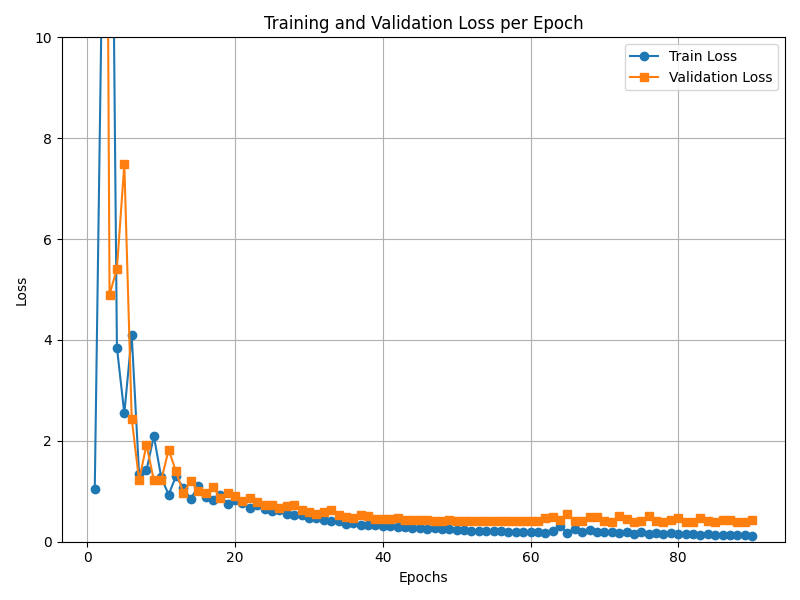 Training and Validation Loss per Epoch
Train Loss
Validation Loss
Loss
10
8
6
4
2
0
0 20 40 60 80
Epochs